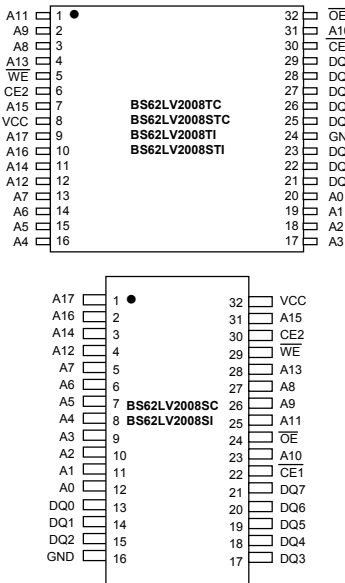 A11 1 32 OE
A9 2 31 A10
A8 3 30 CE
A13 4 29 DQ
WE 5 28 DQ
CE2 6 27 DQ
A15 7 BS62LV2008TC 26 DQ
VCC 8 BS62LV2008STC 25 DQ
A17 9 BS62LV2008TI 24 GN
A16 10 BS62LV2008STI 23 DQ
A14 11 22 DQ
A12 12 21 DQ
A7 13 20 A0
A6 14 19 A1
A5 15 18 A2
A4 16 17 A3
A17 1 32 VCC
A16 2 31 A15
A14 3 30 CE2
A12 4 29 WE
A7 5 28 A13
A6 6 27 A8
A5 7 BS62LV2008SC 26 A9
A4 8 BS62LV2008SI 25 A11
A3 9 24 OE
A2 10 23 A10
A1 11 22 CE1
A0 12 21 DQ7
DQ0 13 20 DQ6
DQ1 14 19 DQ5
DQ2 15 18 DQ4
GND 16 17 DQ3